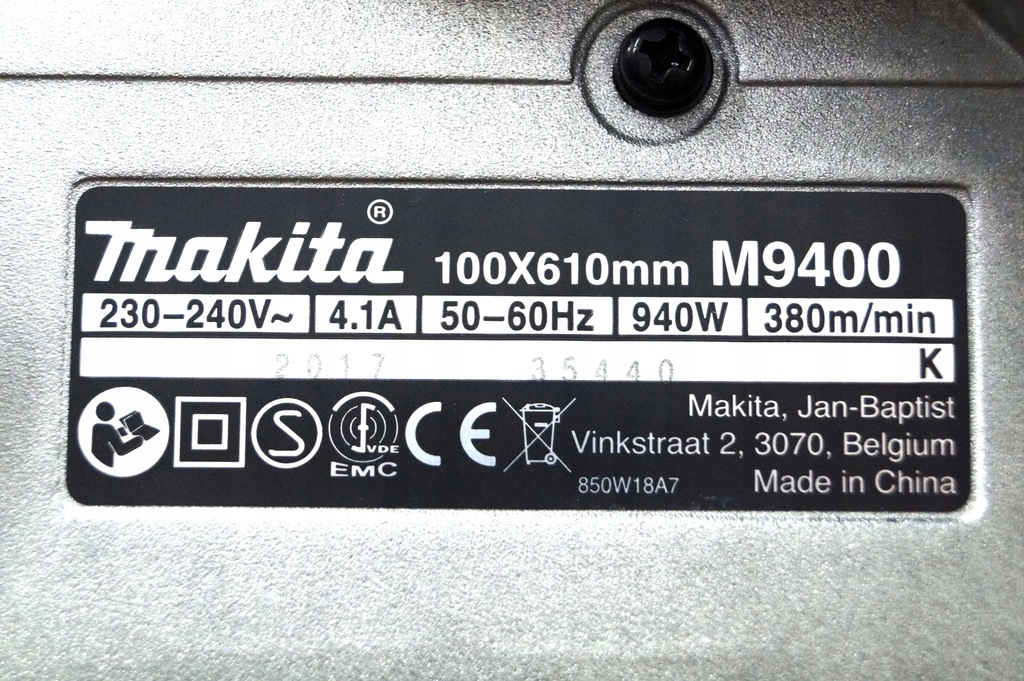 makita® 100X610mm M9400
230–240V~ 4.1A 50–60Hz 940W 380m/min
2017 35440 K
Makita, Jan-Baptist
S VDE CE Vinkstraat 2, 3070, Belgium
EMC 850W18A7 Made in China